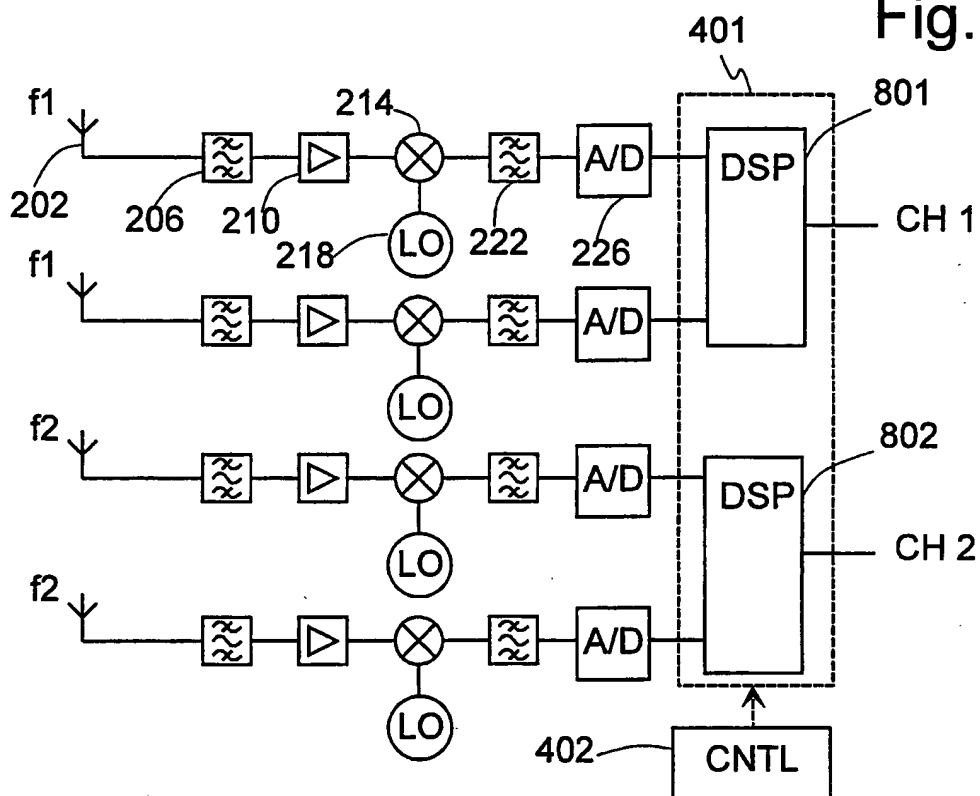 Fig.
401
f1
214
801
A/D
DSP
202
206
210
218
LO
222
226
CH 1
f1
A/D
LO
f2
802
A/D
DSP
LO
CH 2
f2
A/D
LO
402
CNTL